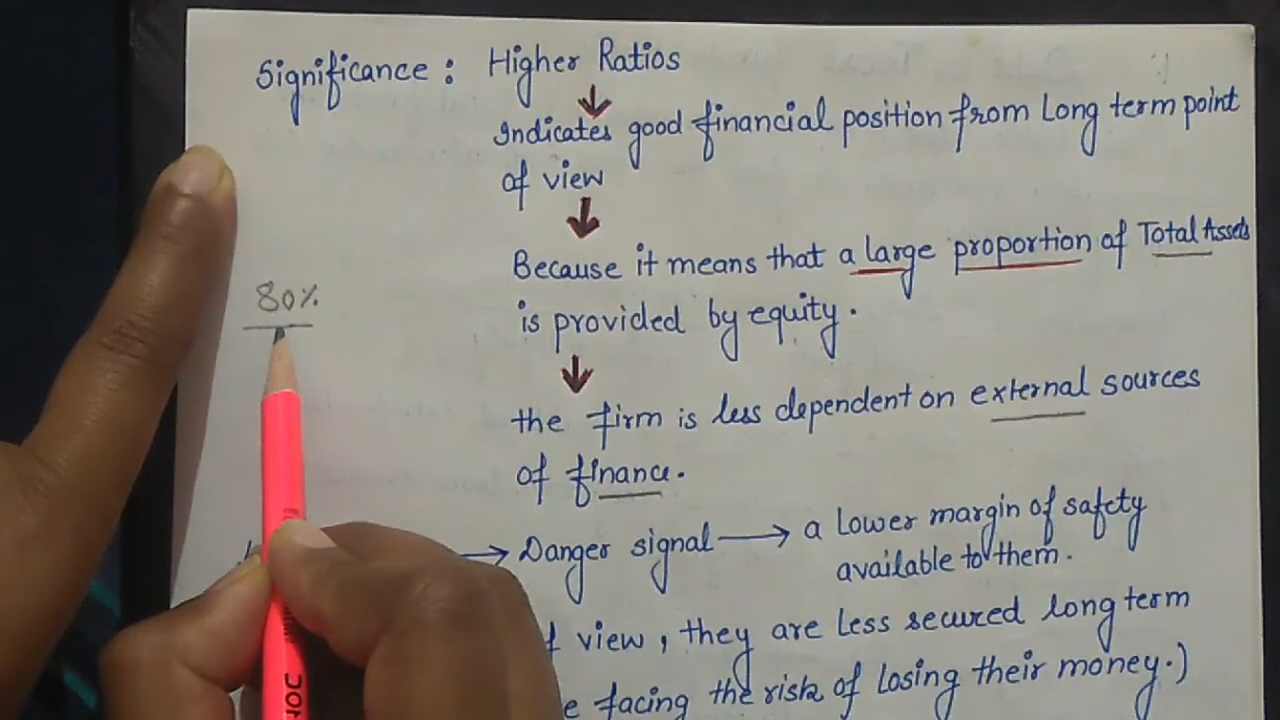 Significance : Higher Ratios
Indicates good financial position from Long term point
of view
Because it means that a large proportion of Total Assets
is provided by equity.
80%
the firm is less dependent on external sources
of finance.
Danger signal → a Lower margin of safety
available to them.
view, they are less secured long term
facing the risk of losing their money.)